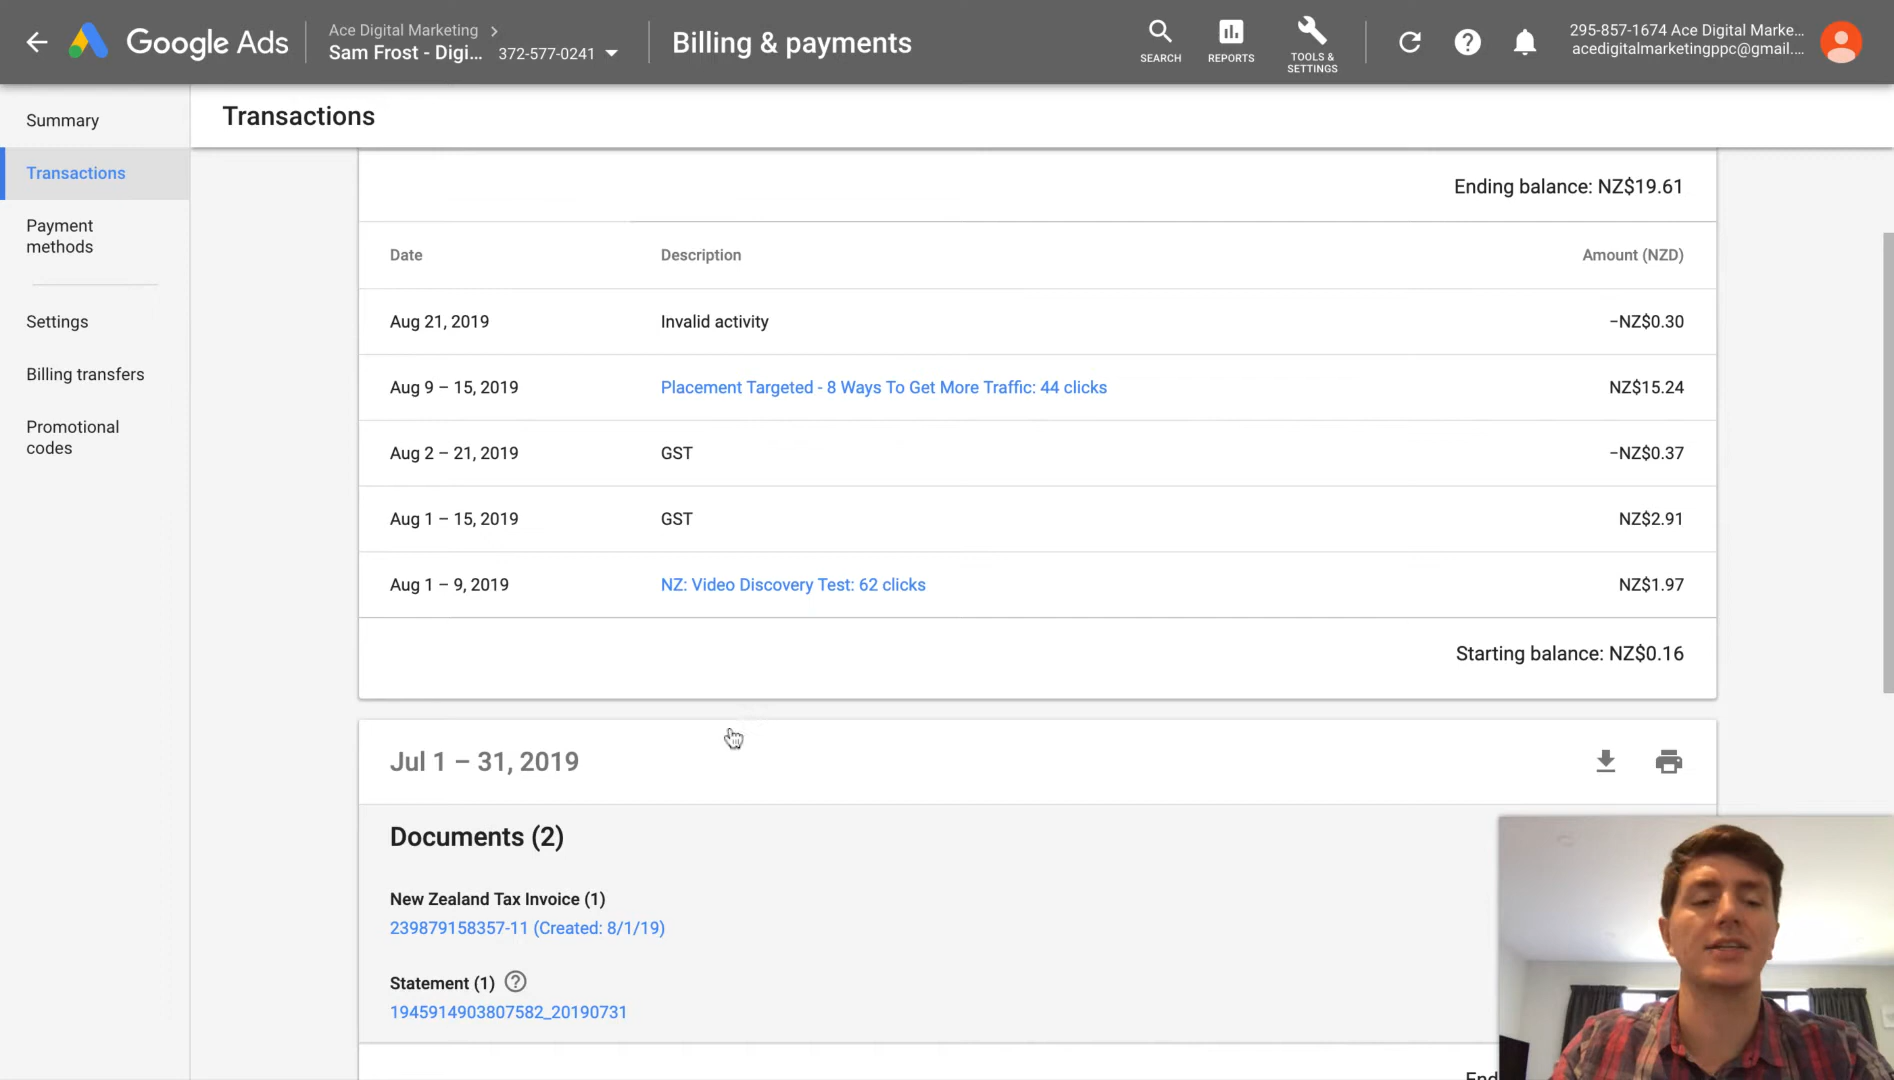 Google Ads
Ace Digital Marketing
Sam Frost - Digi... 372-577-0241
Billing & payments
SEARCH
REPORTS
TOOLS &
SETTINGS
295-857-1674 Ace Digital Marke...
acedigitalmarketingppc@gmail....
Summary
Transactions
Payment
methods
Settings
Billing transfers
Promotional
codes
Transactions
Ending balance: NZ$19.61
Date Description Amount (NZD)
Aug 21, 2019 Invalid activity −NZ$0.30
Aug 9 – 15, 2019 Placement Targeted - 8 Ways To Get More Traffic: 44 clicks NZ$15.24
Aug 2 – 21, 2019 GST −NZ$0.37
Aug 1 – 15, 2019 GST NZ$2.91
Aug 1 – 9, 2019 NZ: Video Discovery Test: 62 clicks NZ$1.97
Starting balance: NZ$0.16
Jul 1 – 31, 2019
Documents (2)
New Zealand Tax Invoice (1)
239879158357-11 (Created: 8/1/19)
Statement (1) ?
1945914903807582_20190731